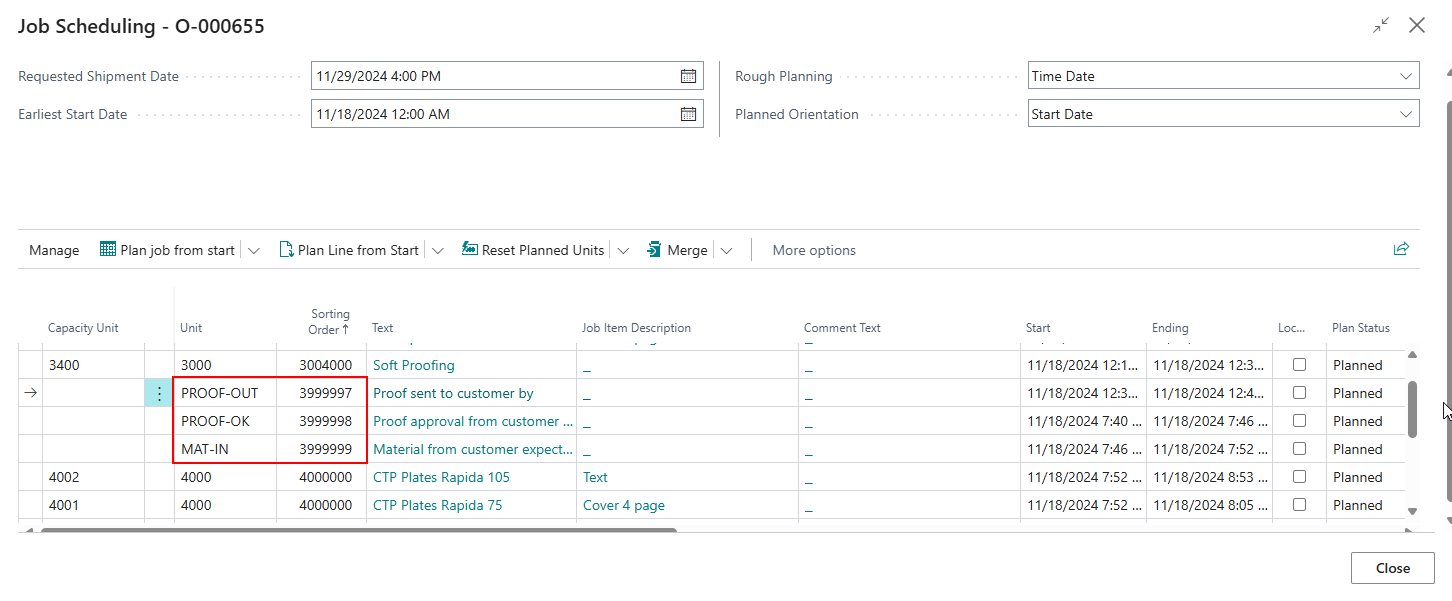 Job Scheduling - O-000655
Requested Shipment Date 11/29/2024 4:00 PM Rough Planning Time Date
Earliest Start Date 11/18/2024 12:00 AM Planned Orientation Start Date
Manage Plan job from start Plan Line from Start Reset Planned Units Merge More options
Capacity Unit Unit Sorting Order↑ Text Job Item Description Comment Text Start Ending Loc... Plan Status
3400 3000 3004000 Soft Proofing _ _ 11/18/2024 12:1... 11/18/2024 12:3... Planned
PROOF-OUT 3999997 Proof sent to customer by _ _ 11/18/2024 12:3... 11/18/2024 12:4... Planned
PROOF-OK 3999998 Proof approval from customer ... _ _ 11/18/2024 7:40 ... 11/18/2024 7:46 ... Planned
MAT-IN 3999999 Material from customer expect... _ _ 11/18/2024 7:46 ... 11/18/2024 7:52 ... Planned
4002 4000 4000000 CTP Plates Rapida 105 Text _ 11/18/2024 7:52 ... 11/18/2024 8:53 ... Planned
4001 4000 4000000 CTP Plates Rapida 75 Cover 4 page _ 11/18/2024 7:52 ... 11/18/2024 8:05 ... Planned
Close